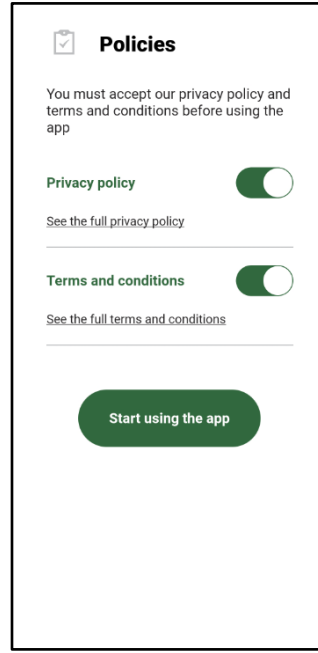 Policies
You must accept our privacy policy and
terms and conditions before using the
app
Privacy policy
See the full privacy policy
Terms and conditions
See the full terms and conditions
Start using the app